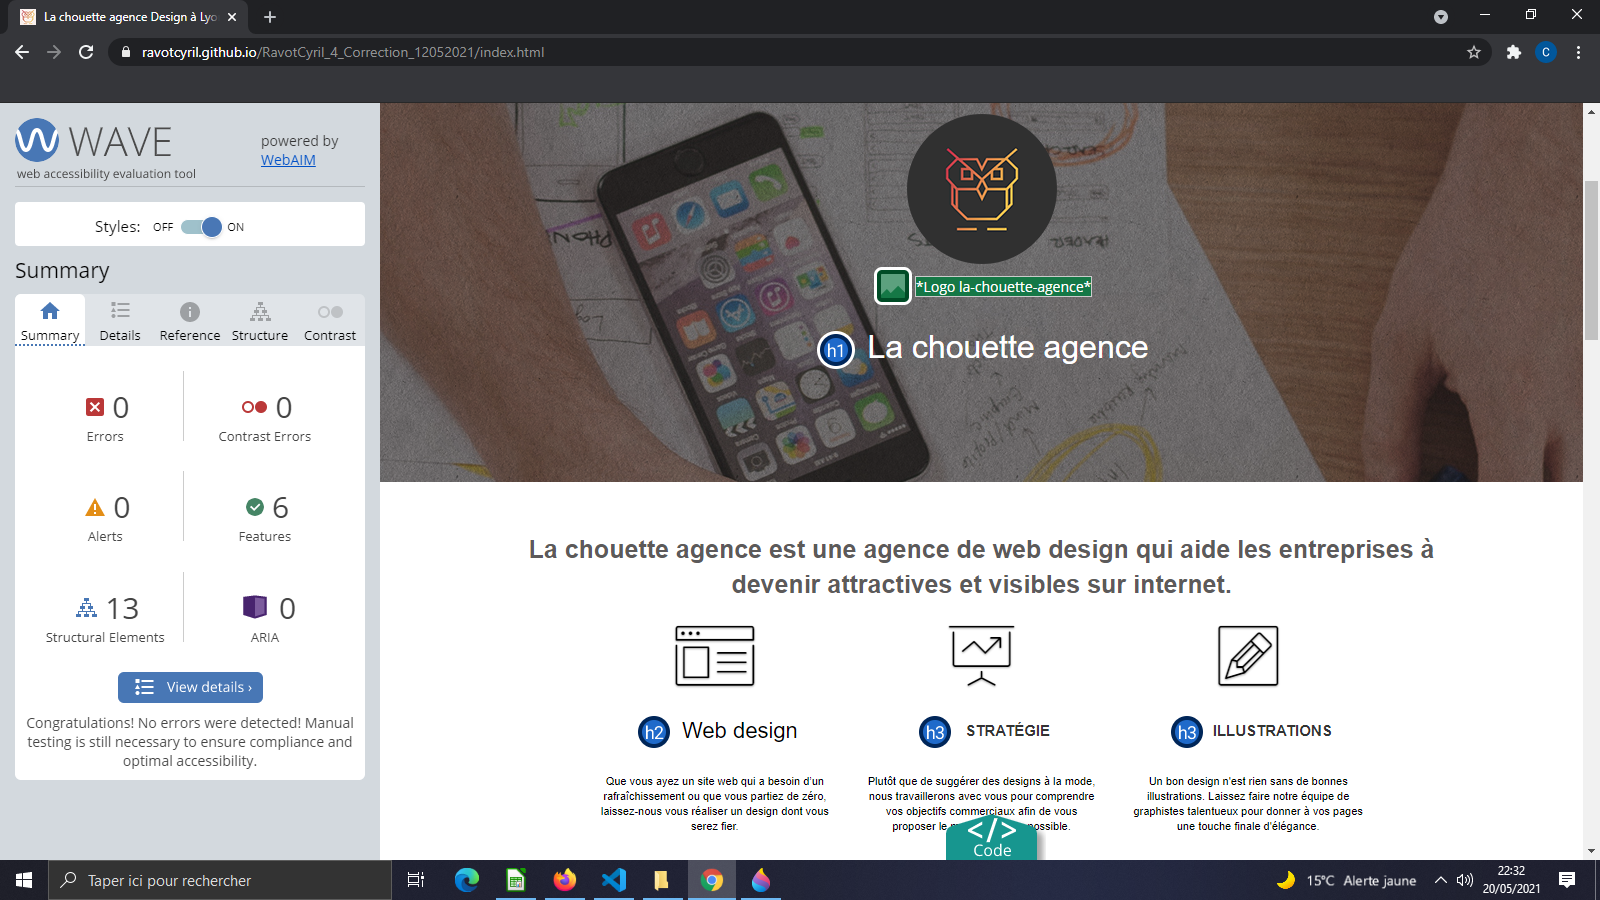 La chouette agence Design à Lyo
ravotcyril.github.io/RavotCyril_4_Correction_12052021/index.html
C
WAVE
web accessibility evaluation tool
powered by
WebAIM
Styles: OFF ON
Summary
Summary Details Reference Structure Contrast
0 Errors
0 Contrast Errors
0 Alerts
6 Features
13 Structural Elements
0 ARIA
View details ›
Congratulations! No errors were detected! Manual
testing is still necessary to ensure compliance and
optimal accessibility.
*Logo la-chouette-agence*
h1 La chouette agence
La chouette agence est une agence de web design qui aide les entreprises à
devenir attractives et visibles sur internet.
h2 Web design
Que vous ayez un site web qui a besoin d'un
rafraîchissement ou que vous partiez de zéro,
laissez-nous vous réaliser un design dont vous
serez fier.
h3 STRATÉGIE
Plutôt que de suggérer des designs à la mode,
nous travaillerons avec vous pour comprendre
vos objectifs commerciaux afin de vous
proposer le possible.
h3 ILLUSTRATIONS
Un bon design n'est rien sans de bonnes
illustrations. Laissez faire notre équipe de
graphistes talentueux pour donner à vos pages
une touche finale d'élégance.
</>
Code
Taper ici pour rechercher
15°C Alerte jaune
22:32
20/05/2021